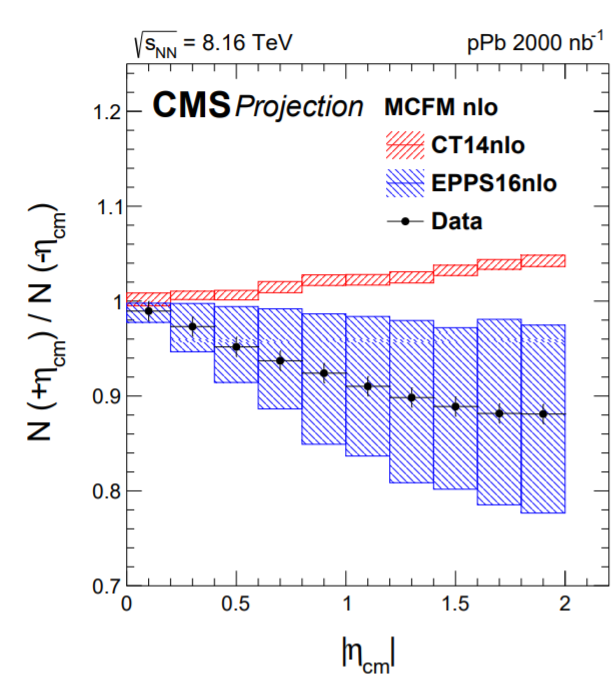 √s_NN = 8.16 TeV pPb 2000 nb⁻¹
CMS Projection MCFM nlo
CT14nlo
EPPS16nlo
Data
N (+η_cm) / N (-η_cm)
1.2
1.1
1
0.9
0.8
0.7
0 0.5 1 1.5 2
|η_cm|